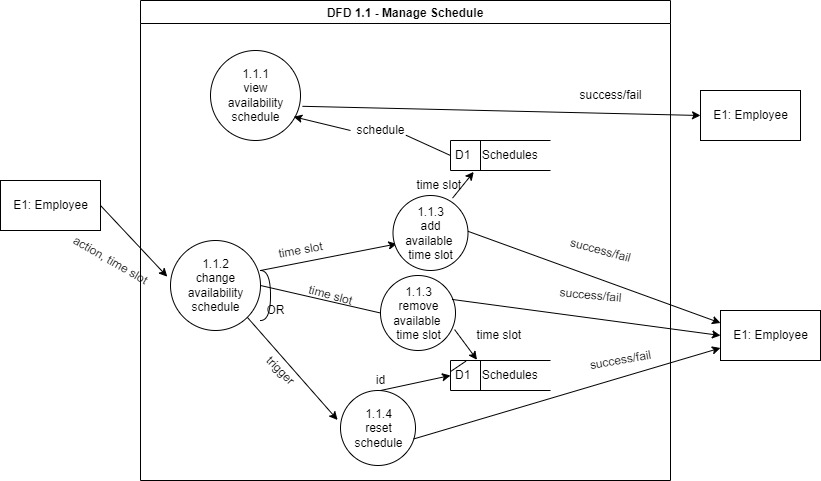 DFD 1.1 - Manage Schedule
1.1.1
view
availability
schedule
success/fail
E1: Employee
schedule
D1
Schedules
time slot
E1: Employee
action, time slot
1.1.2
change
availability
schedule
time slot
1.1.3
add
available
time slot
success/fail
time slot
OR
1.1.3
remove
available
time slot
success/fail
E1: Employee
time slot
trigger
id
D1
Schedules
success/fail
1.1.4
reset
schedule